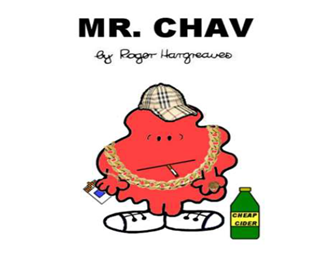 MR. CHAV
by Roger Hargreaves
CHEAP
CIDER